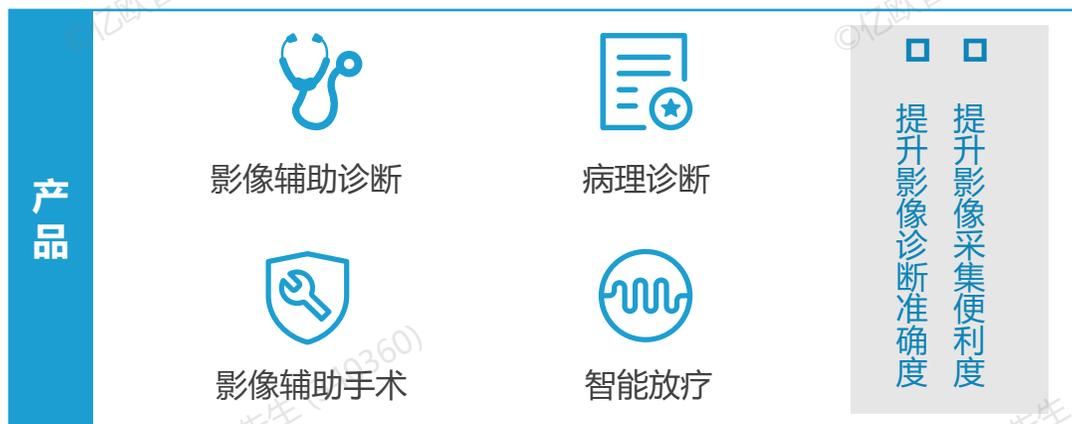 产品
影像辅助诊断
病理诊断
影像辅助手术
智能放疗
提升影像采集便利度
提升影像诊断准确度